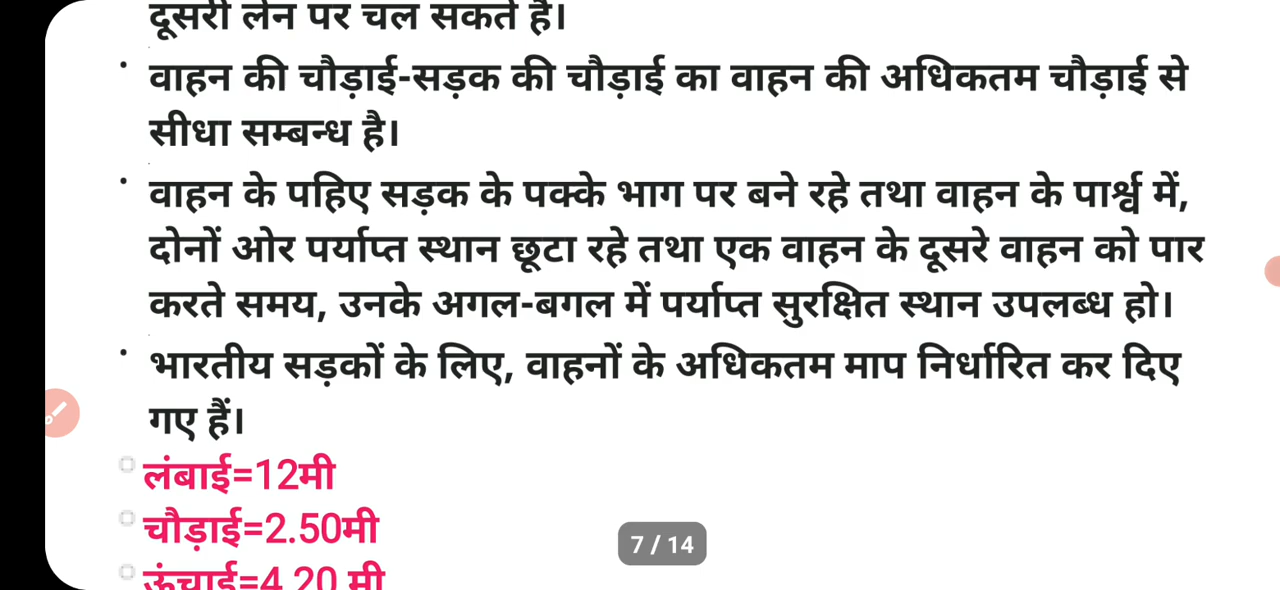 दूसरी लेन पर चल सकते है।
वाहन की चौड़ाई-सड़क की चौड़ाई का वाहन की अधिकतम चौड़ाई से
सीधा सम्बन्ध है।
वाहन के पहिए सड़क के पक्के भाग पर बने रहे तथा वाहन के पार्श्व में,
दोनों ओर पर्याप्त स्थान छूटा रहे तथा एक वाहन के दूसरे वाहन को पार
करते समय, उनके अगल-बगल में पर्याप्त सुरक्षित स्थान उपलब्ध हो।
भारतीय सड़कों के लिए, वाहनों के अधिकतम माप निर्धारित कर दिए
गए हैं।
लंबाई=12मी
चौड़ाई=2.50मी
ऊंचाई=4.20 मी
7 / 14